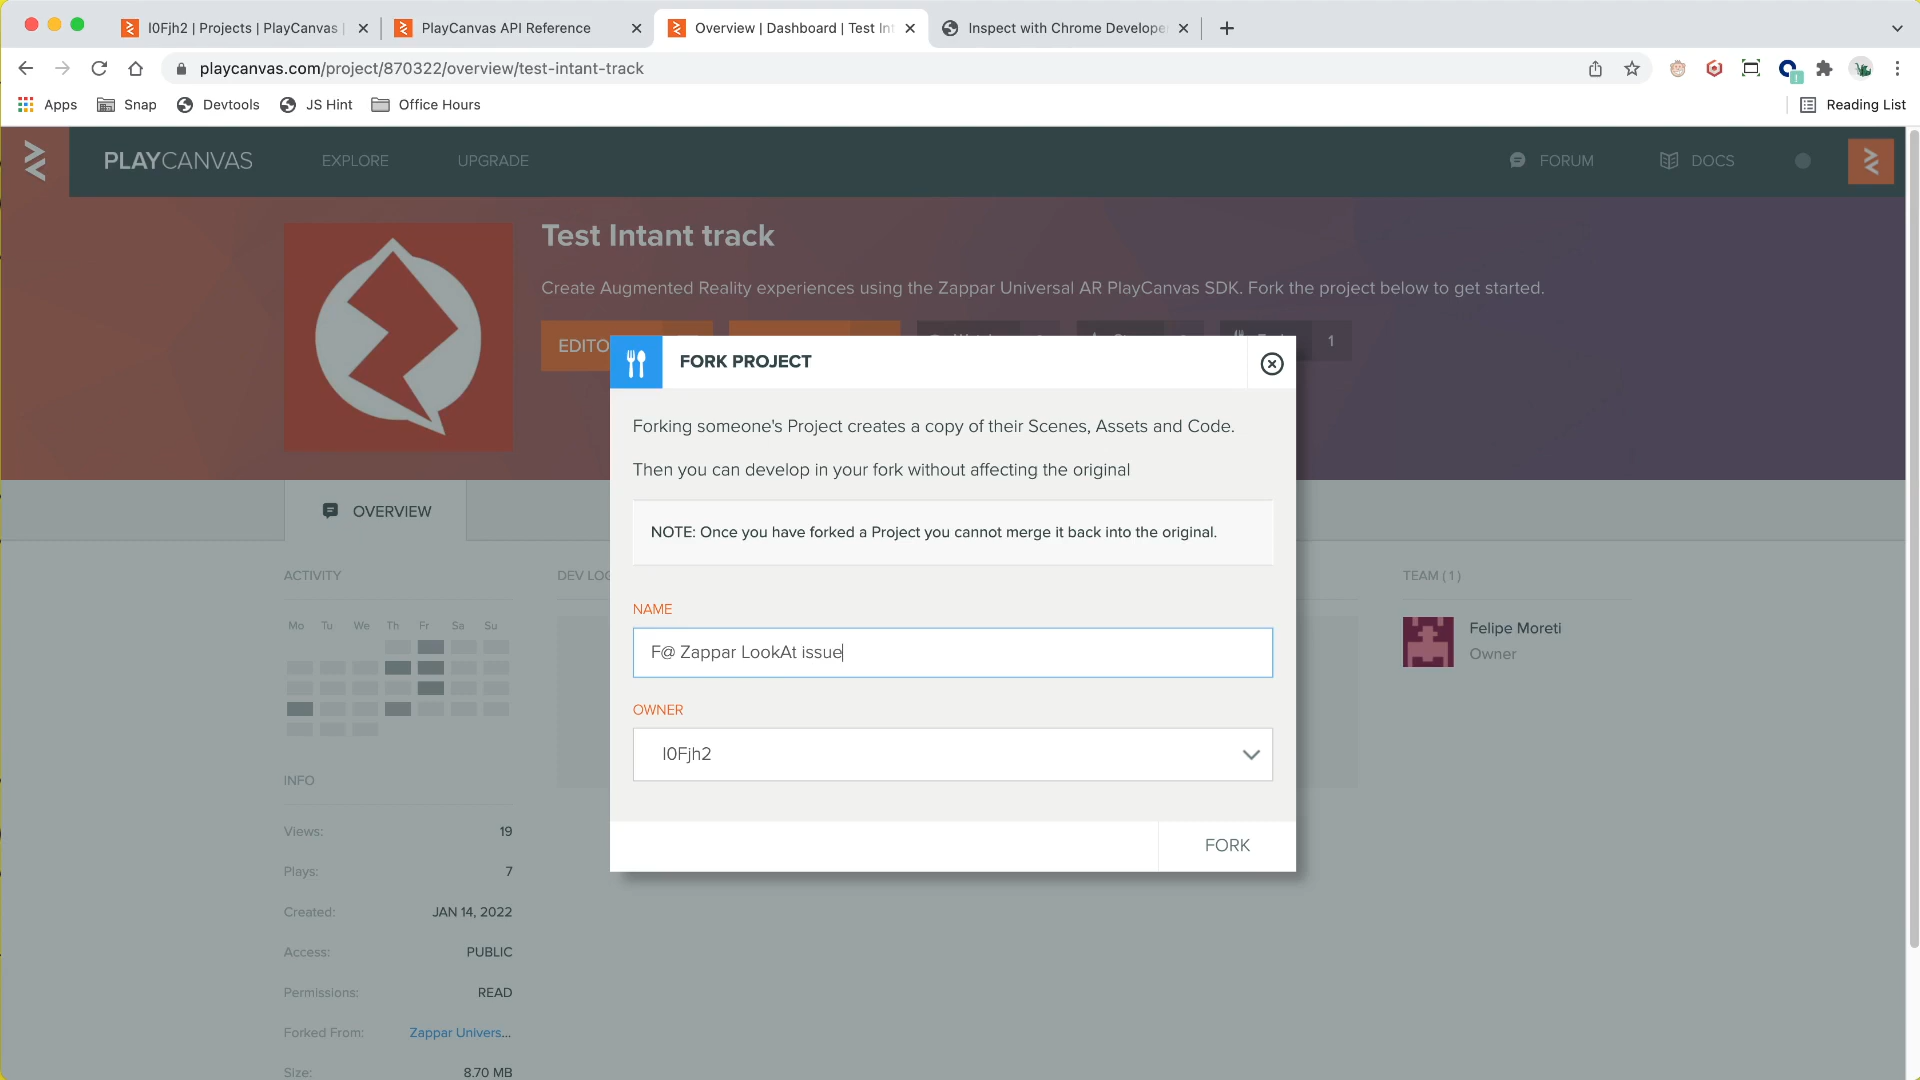 I0Fjh2 | Projects | PlayCanvas |
PlayCanvas API Reference
Overview | Dashboard | Test Int
Inspect with Chrome Develope
playcanvas.com/project/870322/overview/test-intant-track
Apps
Snap
Devtools
JS Hint
Office Hours
Reading List
PLAYCANVAS
EXPLORE
UPGRADE
FORUM
DOCS
Test Intant track
Create Augmented Reality experiences using the Zappar Universal AR PlayCanvas SDK. Fork the project below to get started.
EDITO
1
FORK PROJECT
Forking someone's Project creates a copy of their Scenes, Assets and Code.
Then you can develop in your fork without affecting the original
NOTE: Once you have forked a Project you cannot merge it back into the original.
NAME
F@ Zappar LookAt issue
OWNER
I0Fjh2
FORK
OVERVIEW
ACTIVITY
DEV LOG
TEAM ( 1 )
Mo Tu We Th Fr Sa Su
Felipe Moreti
Owner
INFO
Views: 19
Plays: 7
Created: JAN 14, 2022
Access: PUBLIC
Permissions: READ
Forked From: Zappar Univers...
Size: 8.70 MB